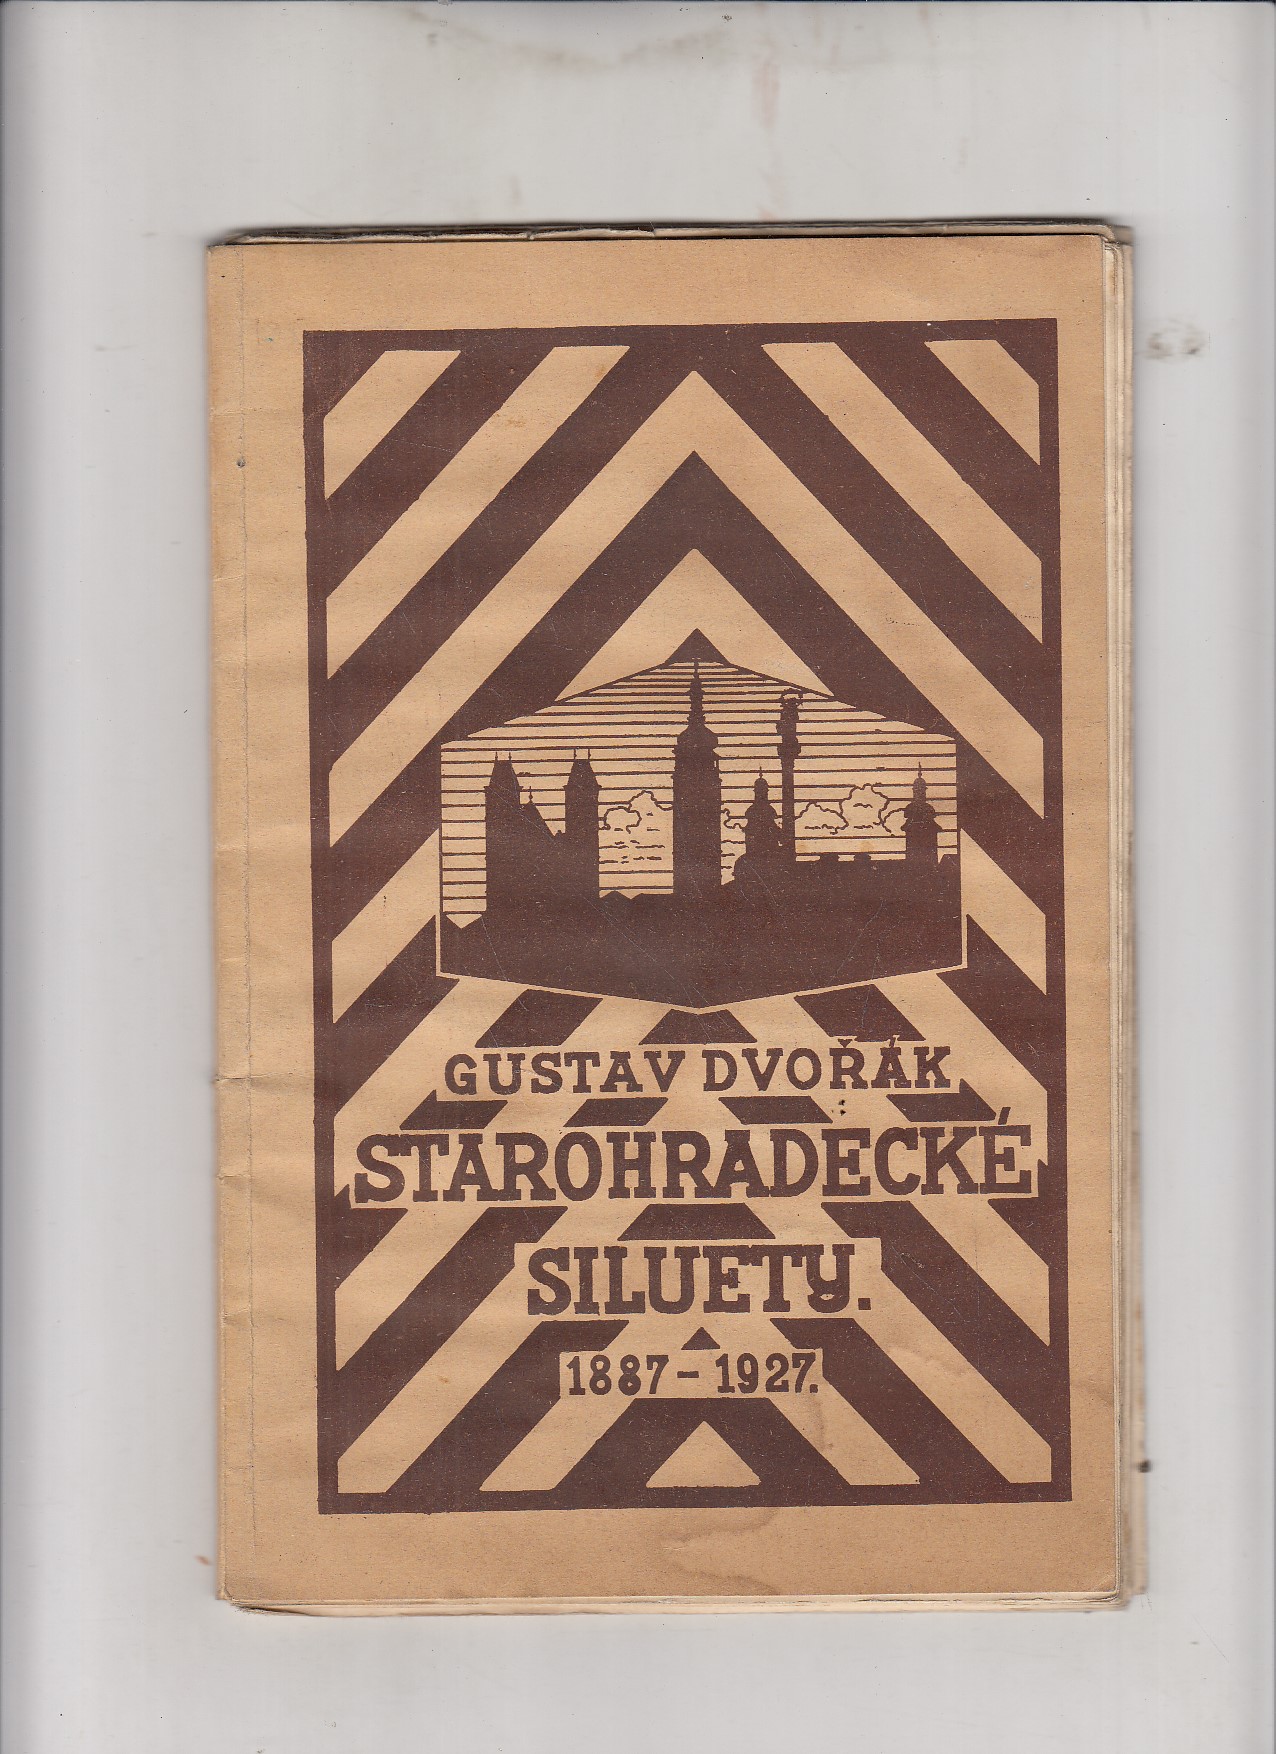 GUSTAV DVOŘÁK
STAROHRADECKÉ
SILUETY.
1887-1927.